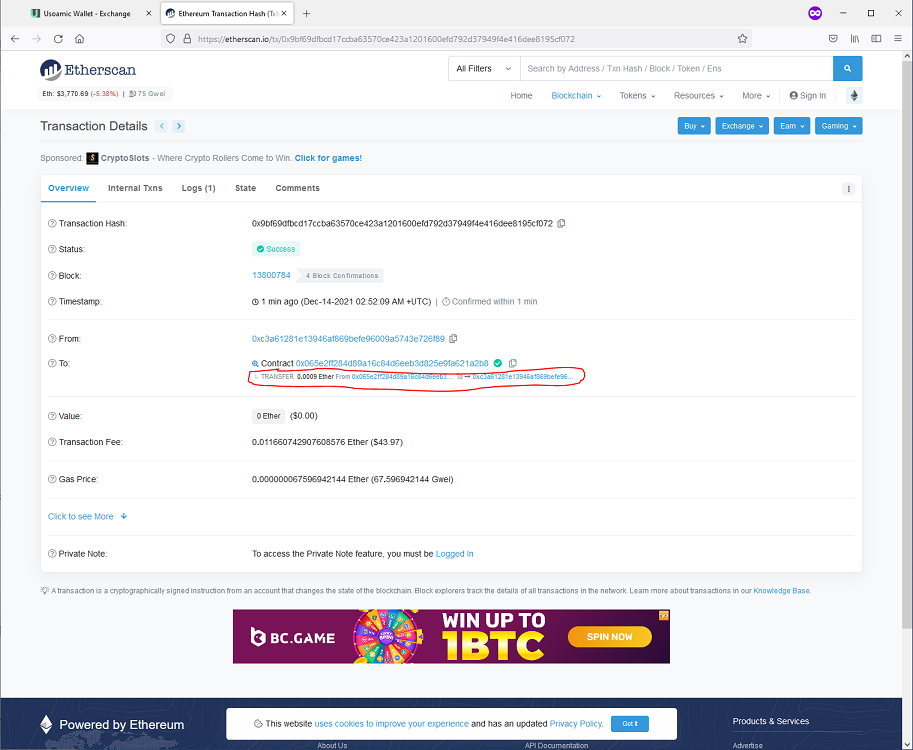 Usoamic Wallet - Exchange
Ethereum Transaction Hash (Txh
https://etherscan.io/tx/0x9bf69dfbcd17ccba63570ce423a1201600efd792d37949f4e416dee8195cf072
Etherscan
All Filters
Search by Address / Txn Hash / Block / Token / Ens
Eth: $3,770.69 (-5.38%) | 75 Gwei
Home Blockchain Tokens Resources More Sign In
Transaction Details
Buy Exchange Earn Gaming
Sponsored: $ CryptoSlots - Where Crypto Rollers Come to Win. Click for games!
Overview Internal Txns Logs (1) State Comments
Transaction Hash: 0x9bf69dfbcd17ccba63570ce423a1201600efd792d37949f4e416dee8195cf072
Status: Success
Block: 13800784 4 Block Confirmations
Timestamp: 1 min ago (Dec-14-2021 02:52:09 AM +UTC) | Confirmed within 1 min
From: 0xc3a61281e13946af869befe96009a5743e726f89
To: Contract 0x065e2ff284d89a16c84d6eeb3d825e9fa621a2b8
TRANSFER 0.0009 Ether From 0x065e2ff284d89a16c84d6eeb3... To → 0xc3a61281e13946af869befe96...
Value: 0 Ether ($0.00)
Transaction Fee: 0.011660742907608576 Ether ($43.97)
Gas Price: 0.000000067596942144 Ether (67.596942144 Gwei)
Click to see More
Private Note: To access the Private Note feature, you must be Logged In
A transaction is a cryptographically signed instruction from an account that changes the state of the blockchain. Block explorers track the details of all transactions in the network. Learn more about transactions in our Knowledge Base.
BC.GAME
WIN UP TO
1BTC
SPIN NOW
Powered by Ethereum
This website uses cookies to improve your experience and has an updated Privacy Policy. Got It
Products & Services
About Us
API Documentation
Advertise